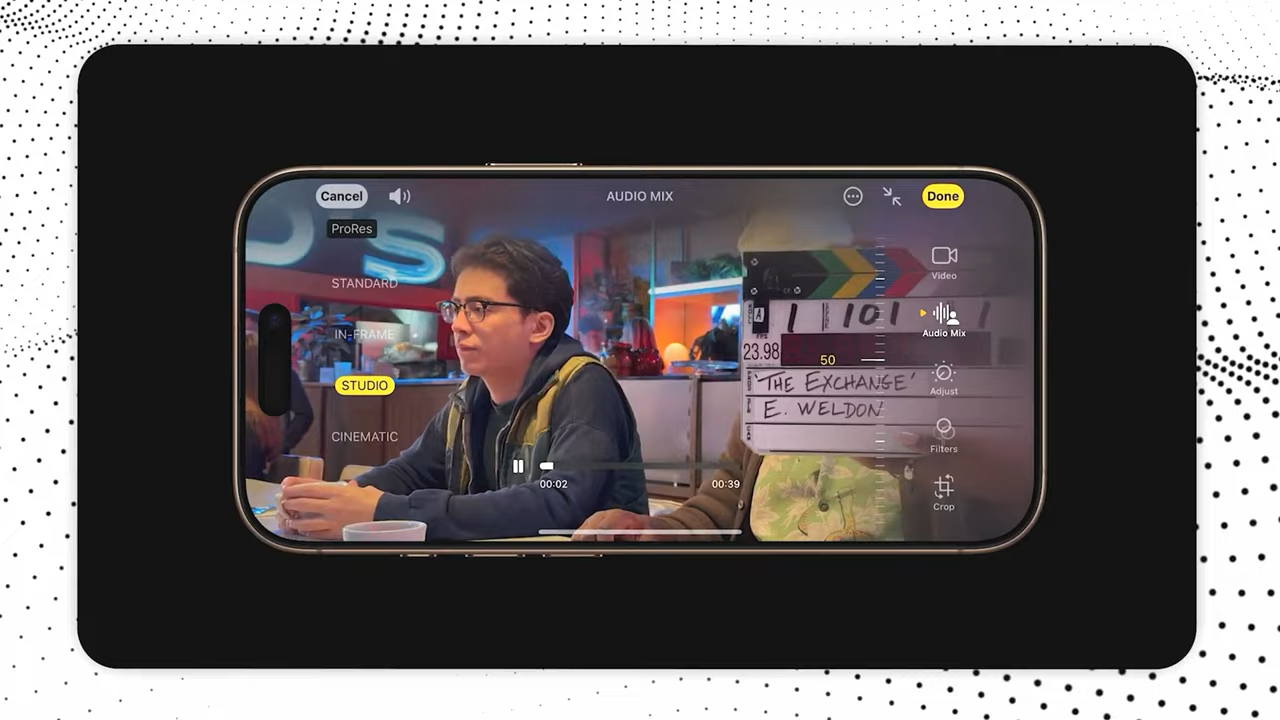 Cancel
AUDIO MIX
Done
ProRes
STANDARD
IN-FRAME
STUDIO
CINEMATIC
50
00:02
00:39
Video
Audio Mix
Adjust
Filters
Crop
A
1
101
1
FPS
23.98
'THE EXCHANGE'
E. WELDON